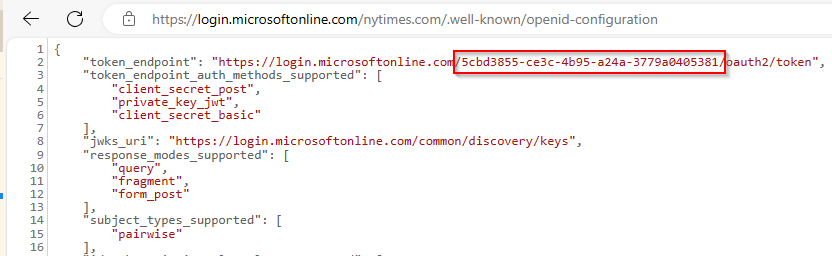 https://login.microsoftonline.com/nytimes.com/.well-known/openid-configuration
1 {
2 "token_endpoint": "https://login.microsoftonline.com/5cbd3855-ce3c-4b95-a24a-3779a0405381/oauth2/token",
3 "token_endpoint_auth_methods_supported": [
4 "client_secret_post",
5 "private_key_jwt",
6 "client_secret_basic"
7 ],
8 "jwks_uri": "https://login.microsoftonline.com/common/discovery/keys",
9 "response_modes_supported": [
10 "query",
11 "fragment",
12 "form_post"
13 ],
14 "subject_types_supported": [
15 "pairwise"
16 ],